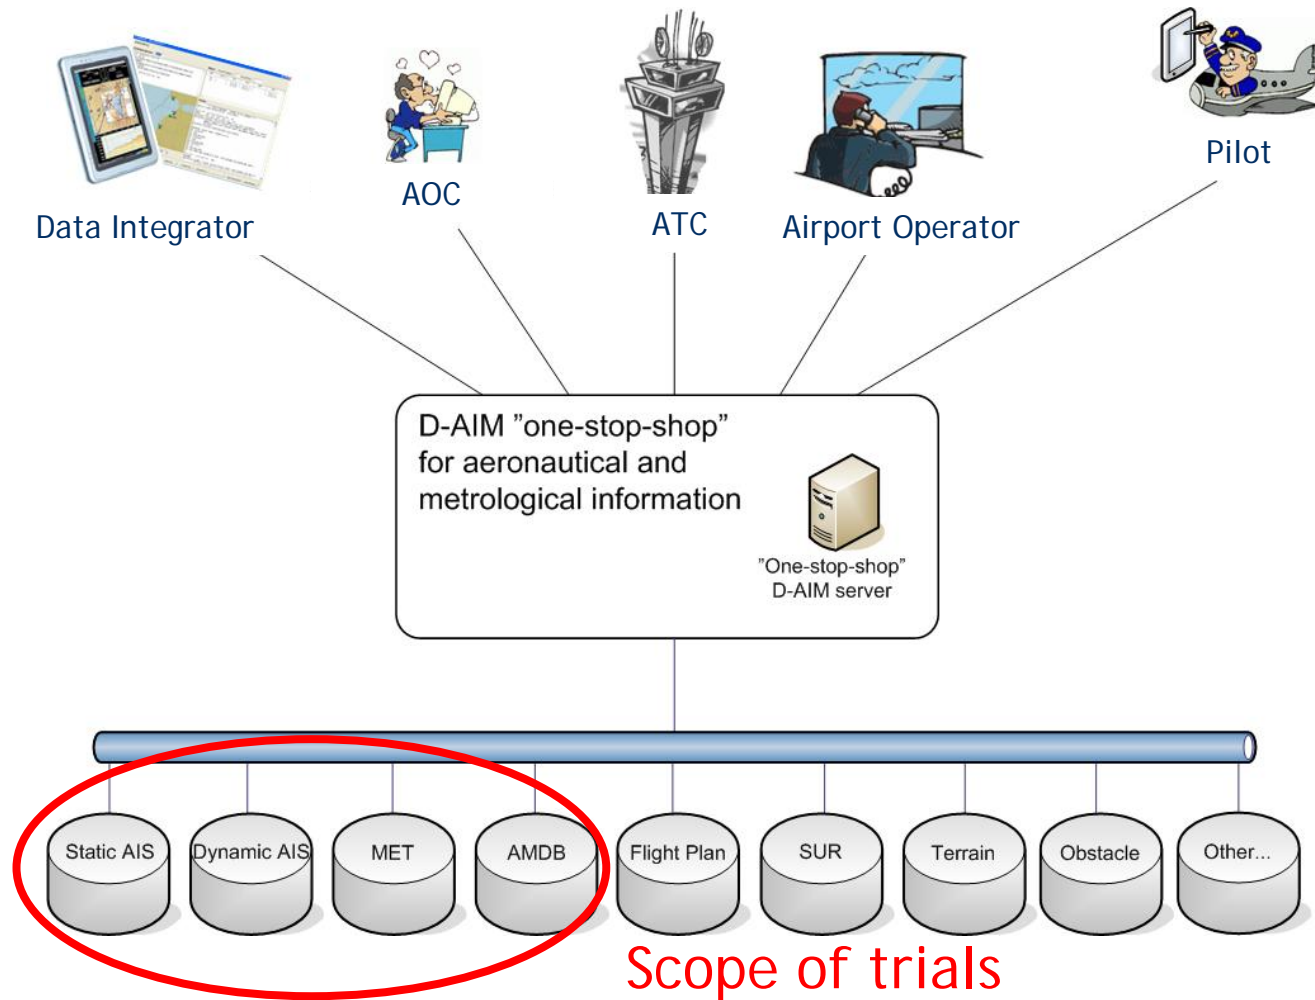 Pilot
AOC
Data Integrator
ATC
Airport Operator
D-AIM ”one-stop-shop”
for aeronautical and
metrological information
”One-stop-shop”
D-AIM server
Static AIS
Dynamic AIS
MET
AMDB
Flight Plan
SUR
Terrain
Obstacle
Other...
Scope of trials